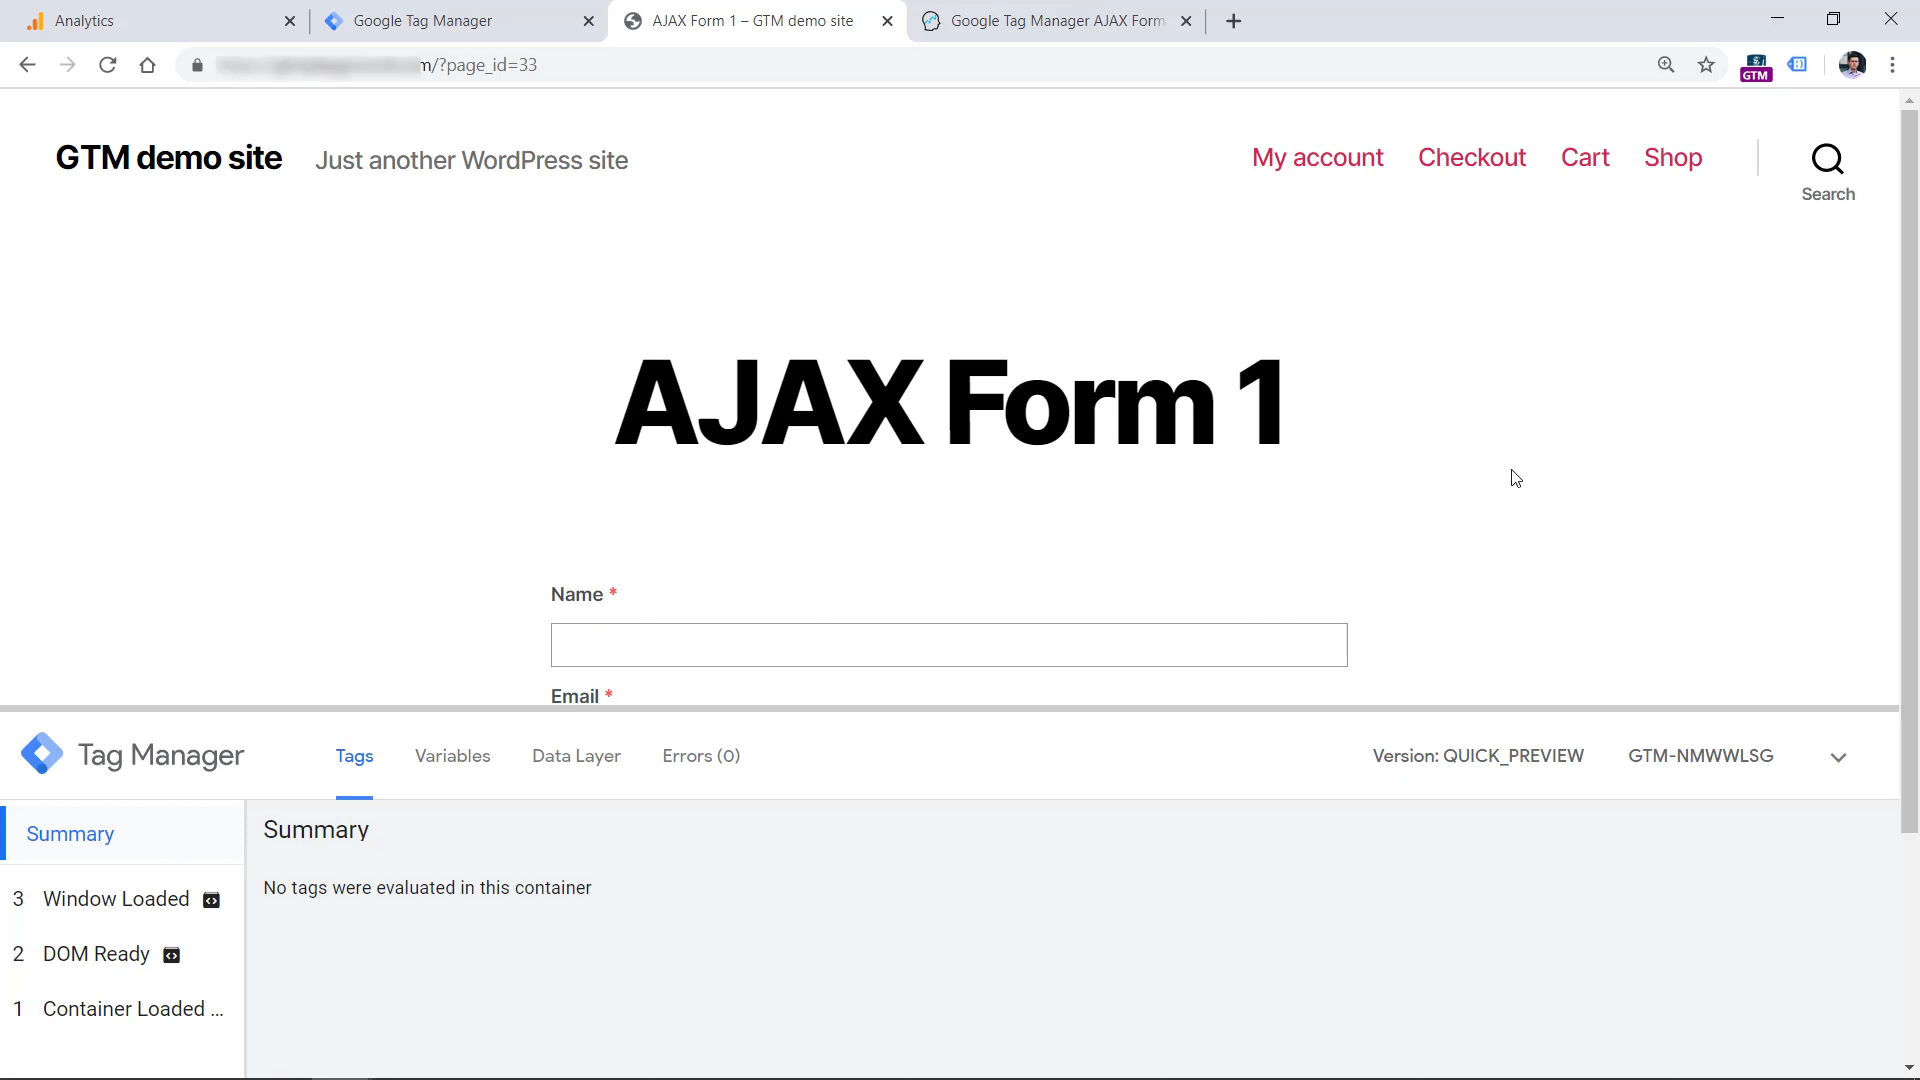 Analytics
Google Tag Manager
AJAX Form 1 – GTM demo site
Google Tag Manager AJAX Form
m/?page_id=33
GTM
GTM demo site
Just another WordPress site
My account
Checkout
Cart
Shop
Search
AJAX Form 1
Name *
Email *
Tag Manager
Tags
Variables
Data Layer
Errors (0)
Version: QUICK_PREVIEW
GTM-NMWWLSG
Summary
3 Window Loaded
2 DOM Ready
1 Container Loaded ...
Summary
No tags were evaluated in this container